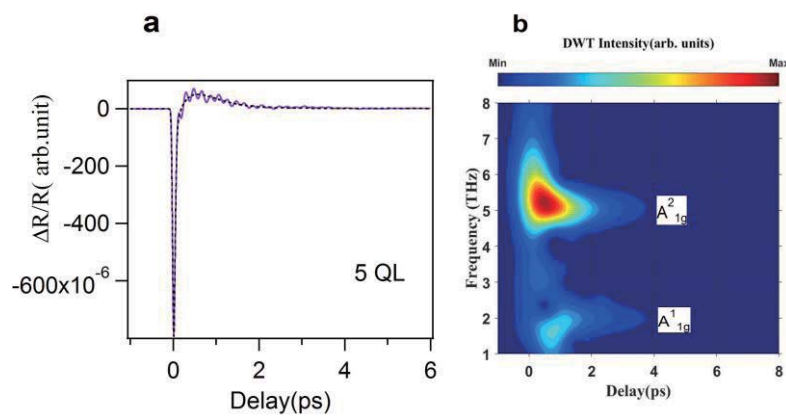 a
0
-200
-400
-600x10⁻⁶
ΔR/R( arb.unit)
5 QL
0
2
4
6
Delay(ps)
b
DWT Intensity(arb. units)
Min
Max
8
7
6
5
4
3
2
1
Frequency (THz)
A²1g
A¹1g
0
2
4
6
8
Delay(ps)